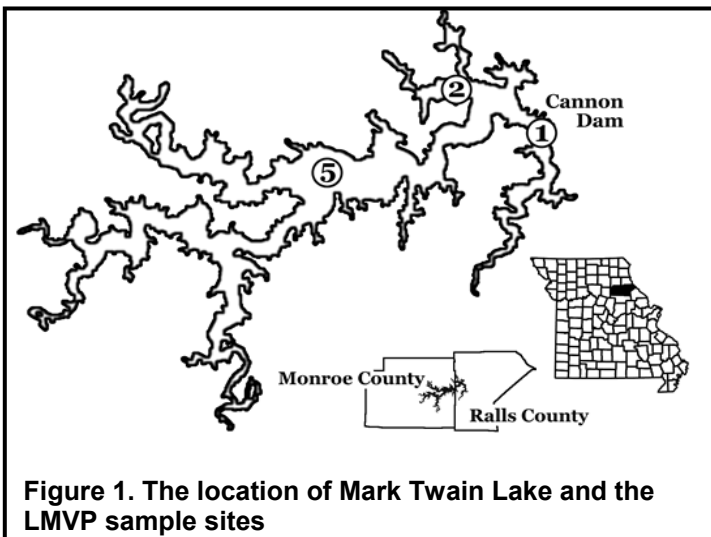 2
Cannon
Dam
1
5
Monroe County
Ralls County
Figure 1. The location of Mark Twain Lake and the
LMVP sample sites